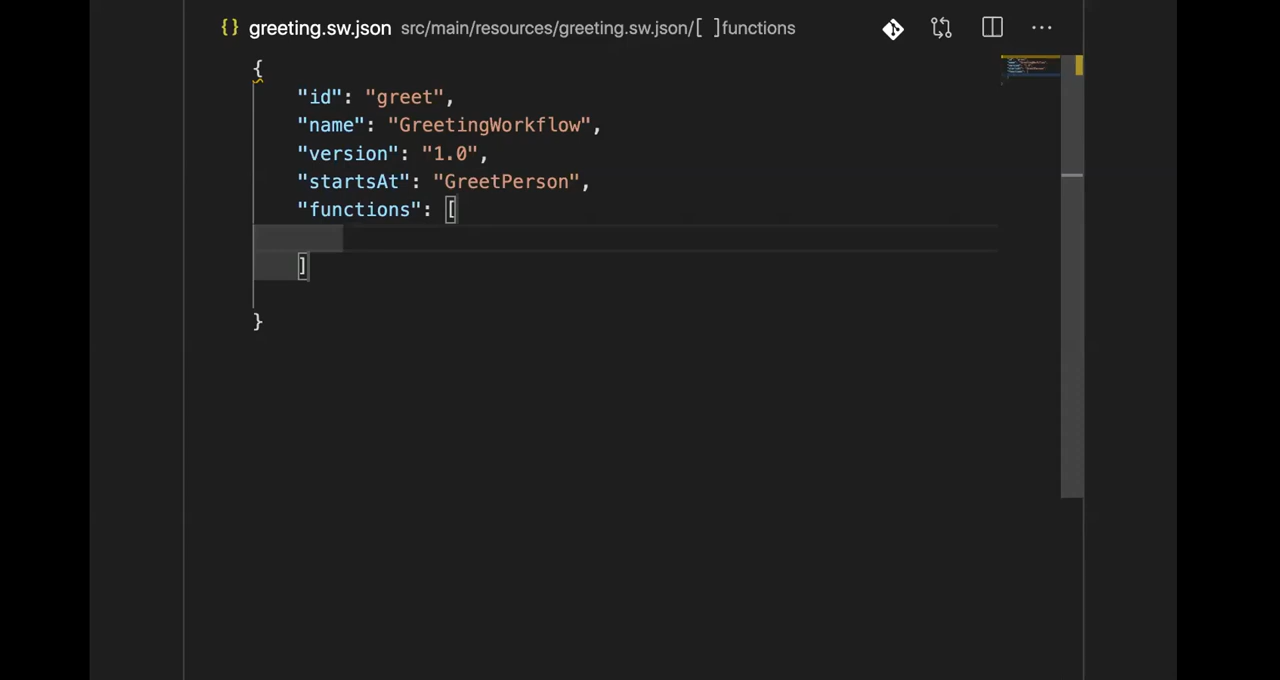 {} greeting.sw.json src/main/resources/greeting.sw.json/[ ]functions ...
{
"id": "greet",
"name": "GreetingWorkflow",
"version": "1.0",
"startsAt": "GreetPerson",
"functions": [
]
}